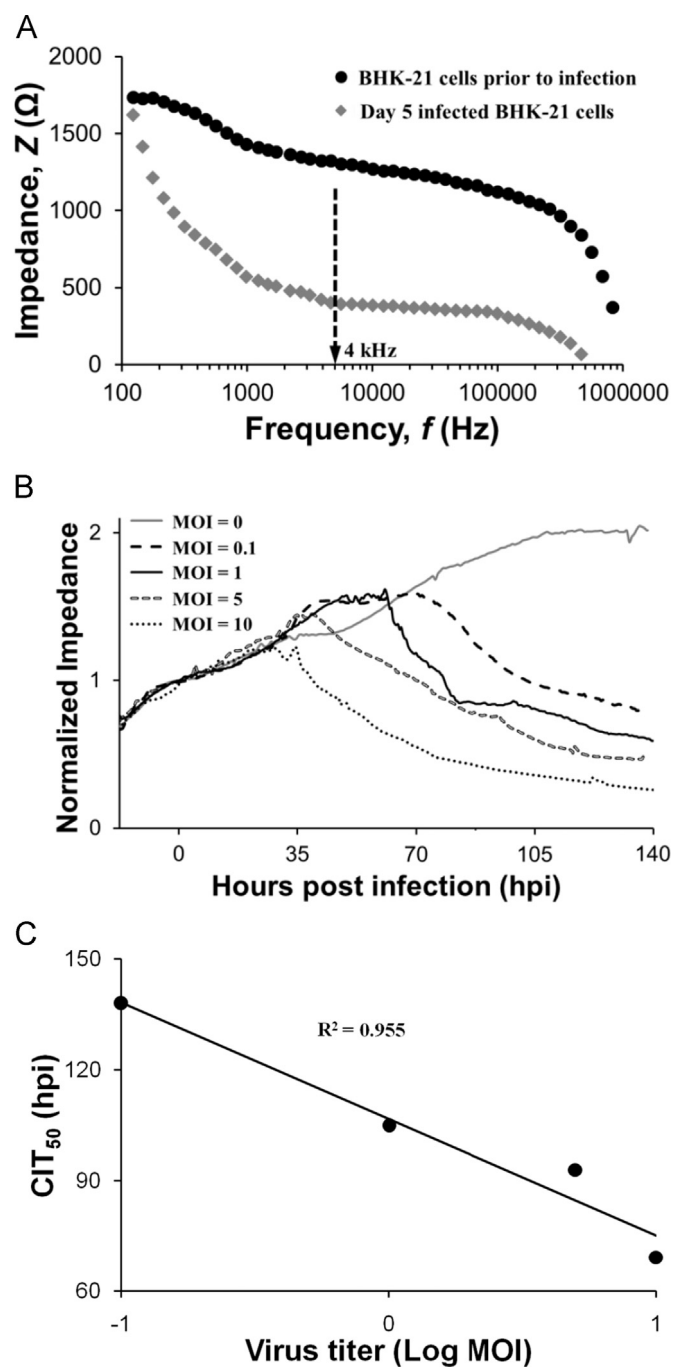 A
Impedance, Z (Ω)
2000
1500
1000
500
0
BHK-21 cells prior to infection
Day 5 infected BHK-21 cells
4 kHz
100 1000 10000 100000 1000000
Frequency, f (Hz)
B
Normalized Impedance
2
1
0
MOI = 0
MOI = 0.1
MOI = 1
MOI = 5
MOI = 10
0 35 70 105 140
Hours post infection (hpi)
C
CIT50 (hpi)
150
120
90
60
R² = 0.955
-1 0 1
Virus titer (Log MOI)